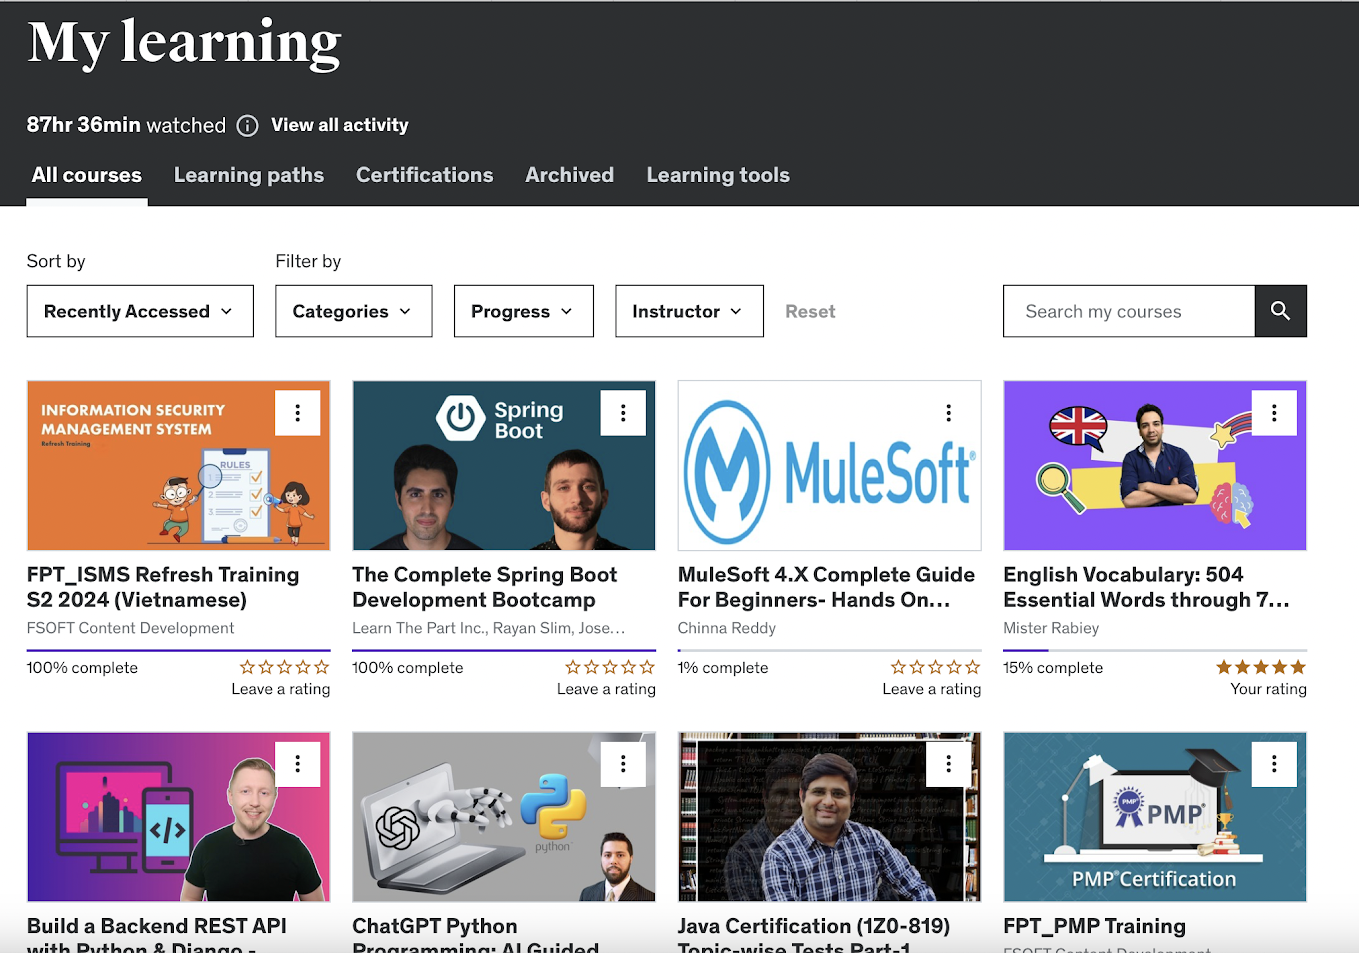 My learning
87hr 36min watched View all activity
All courses Learning paths Certifications Archived Learning tools
Sort by Filter by
Recently Accessed Categories Progress Instructor Reset Search my courses
INFORMATION SECURITY
MANAGEMENT SYSTEM
Refresh Training
RULES
1
2
3
Spring
Boot
MuleSoft®
FPT_ISMS Refresh Training
S2 2024 (Vietnamese)
FSOFT Content Development
100% complete
Leave a rating
The Complete Spring Boot
Development Bootcamp
Learn The Part Inc., Rayan Slim, Jose…
100% complete
Leave a rating
MuleSoft 4.X Complete Guide
For Beginners- Hands On…
Chinna Reddy
1% complete
Leave a rating
English Vocabulary: 504
Essential Words through 7…
Mister Rabiey
15% complete
Your rating
</>
python
PMP
PMP®
PMP®Certification
Build a Backend REST API
with Python & Django -
ChatGPT Python
Programming: AI Guided
Java Certification (1Z0-819)
Topic-wise Tests Part-1
FPT_PMP Training
FSOFT Content Development